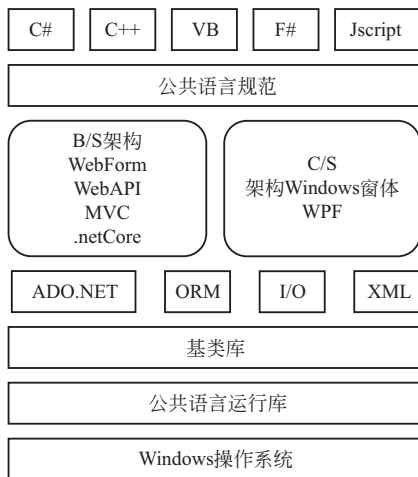 C# C++ VB F# Jscript
公共语言规范
B/S架构
WebForm
WebAPI
MVC
.netCore
C/S
架构Windows窗体
WPF
ADO.NET ORM I/O XML
基类库
公共语言运行库
Windows操作系统